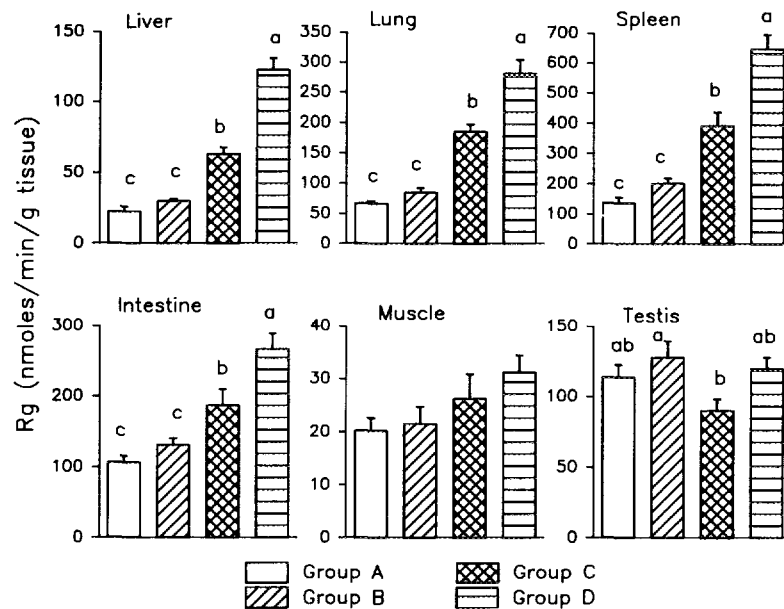 Rg (nmoles/min/g tissue)
Liver
150
100
50
0
c
c
b
a
Lung
350
300
250
200
150
100
50
0
c
c
b
a
Spleen
700
600
500
400
300
200
100
0
c
c
b
a
Intestine
300
200
100
0
c
c
b
a
Muscle
40
30
20
10
0
Testis
150
100
50
0
ab
a
b
ab
Group A
Group B
Group C
Group D